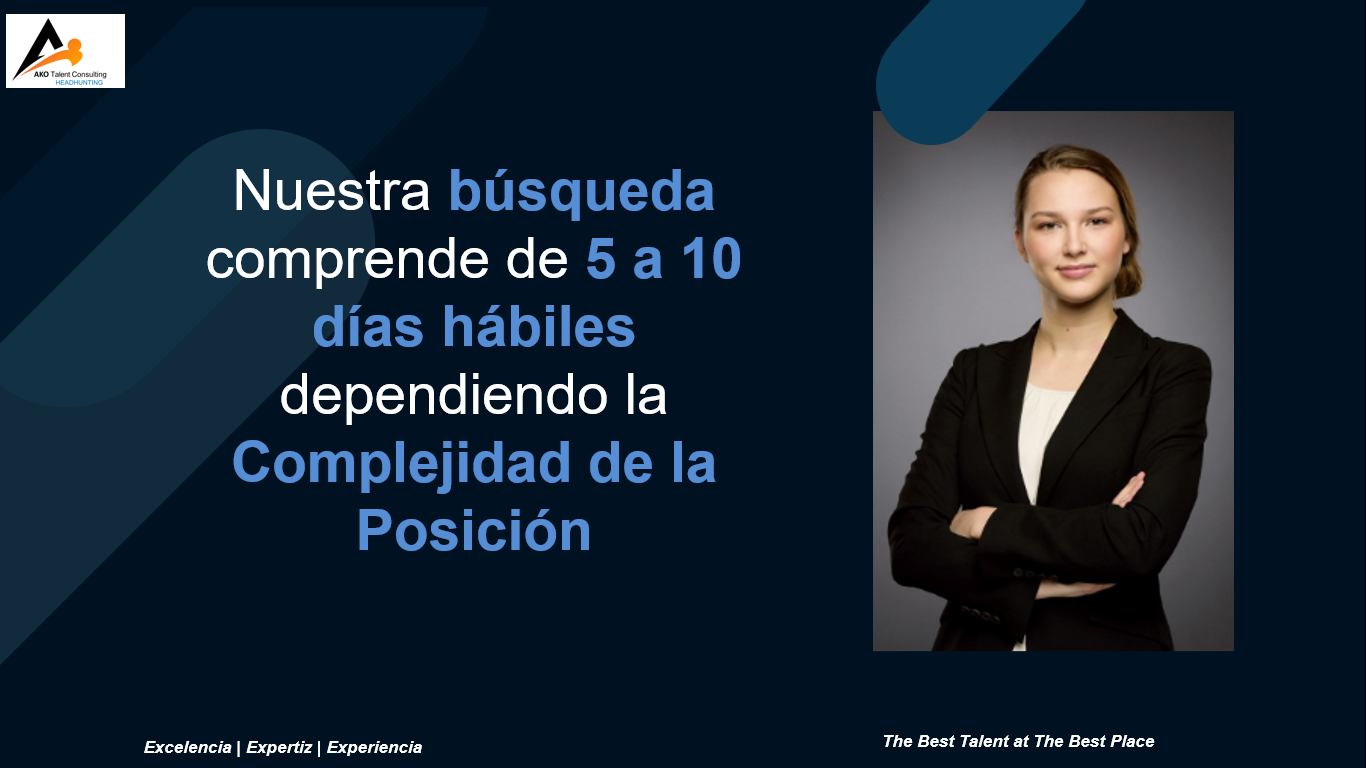 AKO Talent Consulting
HEADHUNTING
Nuestra búsqueda
comprende de 5 a 10
días hábiles
dependiendo la
Complejidad de la
Posición
Excelencia | Expertiz | Experiencia
The Best Talent at The Best Place